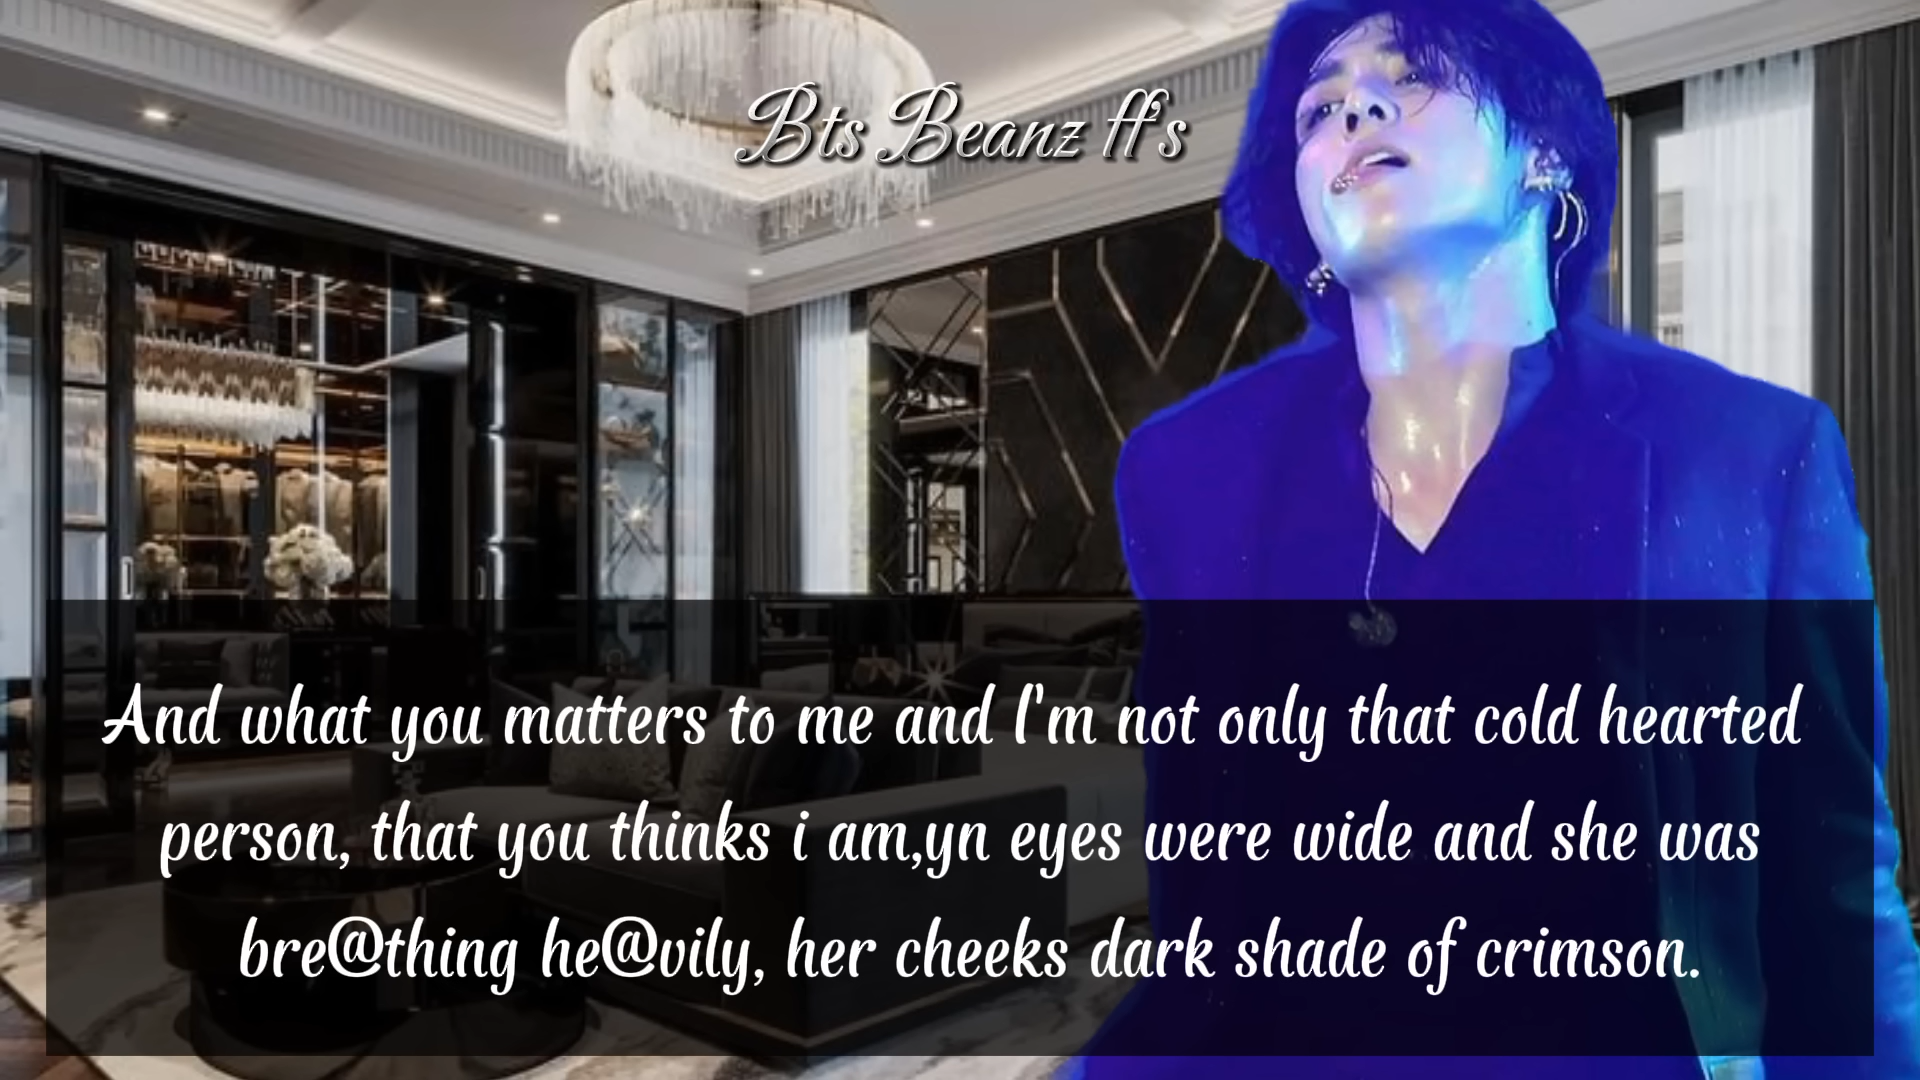 Bts Beanz ff's
And what you matters to me and I'm not only that cold hearted
person, that you thinks i am,yn eyes were wide and she was
bre@thing he@vily, her cheeks dark shade of crimson.